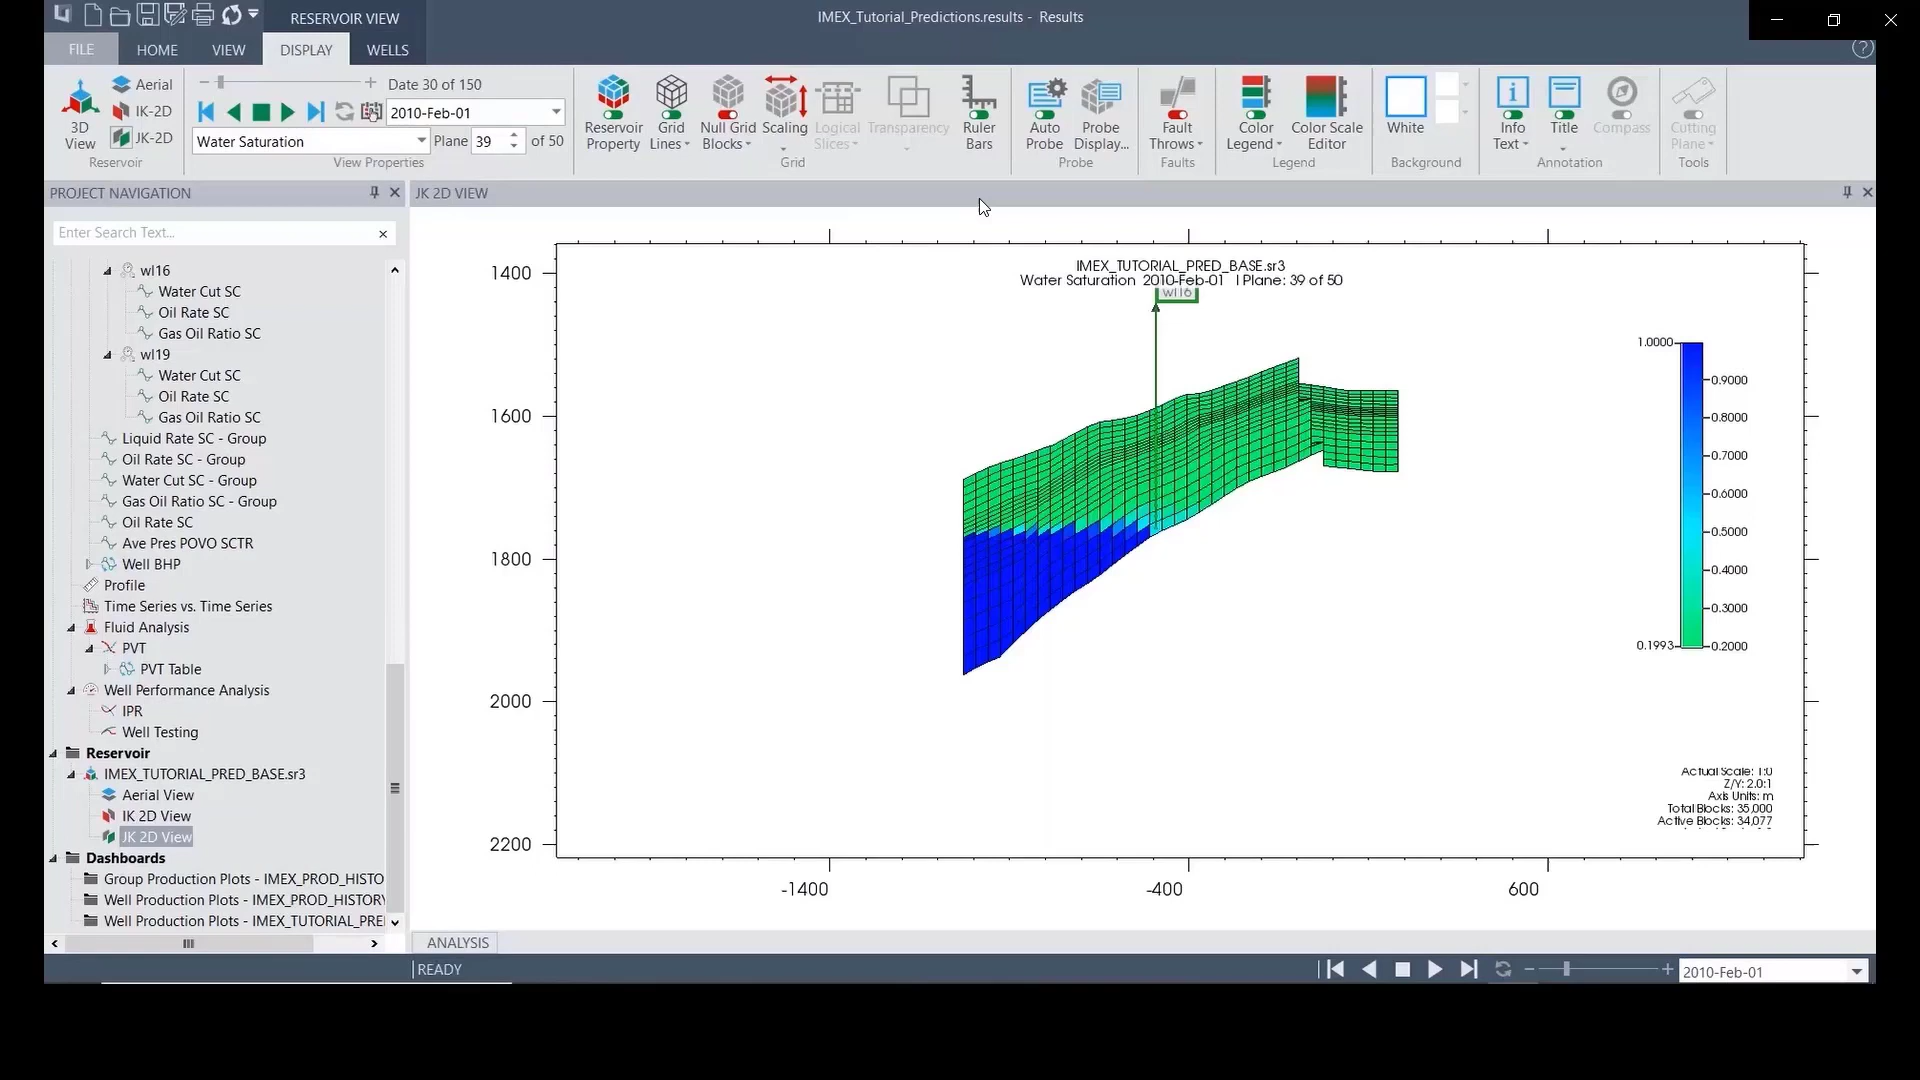 RESERVOIR VIEW
IMEX_Tutorial_Predictions.results - Results
FILE
HOME
VIEW
DISPLAY
WELLS
3D View
Aerial
IK-2D
JK-2D
Reservoir
Date 30 of 150
2010-Feb-01
Water Saturation
Plane 39 of 50
View Properties
Reservoir Property
Grid Lines
Null Grid Blocks
Scaling
Logical Slices
Transparency
Ruler Bars
Grid
Auto Probe
Probe Display...
Probe
Fault Throws
Faults
Color Legend
Color Scale Editor
Legend
White
Background
Info Text
Title
Compass
Annotation
Cutting Plane
Tools
PROJECT NAVIGATION
Enter Search Text...
wl16
Water Cut SC
Oil Rate SC
Gas Oil Ratio SC
wl19
Water Cut SC
Oil Rate SC
Gas Oil Ratio SC
Liquid Rate SC - Group
Oil Rate SC - Group
Water Cut SC - Group
Gas Oil Ratio SC - Group
Oil Rate SC
Ave Pres POVO SCTR
Well BHP
Profile
Time Series vs. Time Series
Fluid Analysis
PVT
PVT Table
Well Performance Analysis
IPR
Well Testing
Reservoir
IMEX_TUTORIAL_PRED_BASE.sr3
Aerial View
IK 2D View
JK 2D View
Dashboards
Group Production Plots - IMEX_PROD_HISTO
Well Production Plots - IMEX_PROD_HISTORY
Well Production Plots - IMEX_TUTORIAL_PRE
JK 2D VIEW
IMEX_TUTORIAL_PRED_BASE.sr3
Water Saturation 2010-Feb-01 | Plane: 39 of 50
wl16
1400
1600
1800
2000
2200
-1400
-400
600
1.0000
0.9000
0.8000
0.7000
0.6000
0.5000
0.4000
0.3000
0.1993
0.2000
Actual Scale: 1:0
Z/Y: 2.0:1
Axis Units: m
Total Blocks: 35,000
Active Blocks: 34,077
ANALYSIS
READY
2010-Feb-01